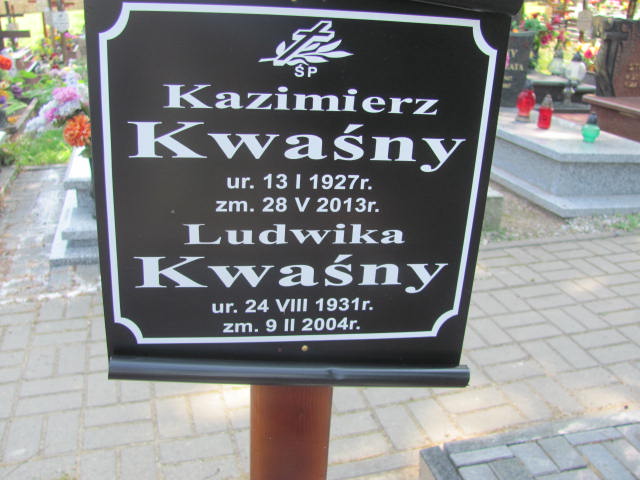 ŚP
Kazimierz
Kwaśny
ur. 13 I 1927r.
zm. 28 V 2013r.
Ludwika
Kwaśny
ur. 24 VIII 1931r.
zm. 9 II 2004r.